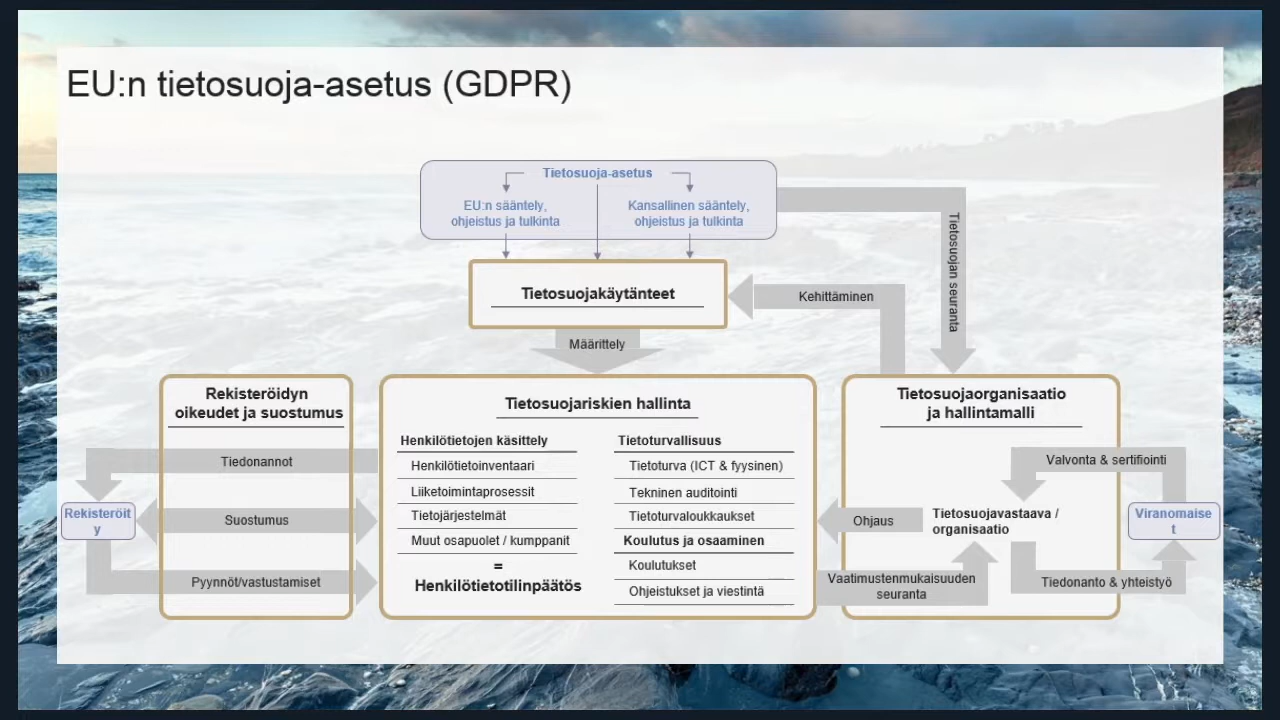 EU:n tietosuoja-asetus (GDPR)
Tietosuoja-asetus
EU:n sääntely,
ohjeistus ja tulkinta
Kansallinen sääntely,
ohjeistus ja tulkinta
Tietosuojan seuranta
Tietosuojakäytänteet
Kehittäminen
Määrittely
Rekisteröidyn
oikeudet ja suostumus
Tiedonannot
Rekisteröit
y
Suostumus
Pyynnöt/vastustamiset
Tietosuojariskien hallinta
Henkilötietojen käsittely
Henkilötietoinventaari
Liiketoimintaprosessit
Tietojärjestelmät
Muut osapuolet / kumppanit
=
Henkilötietotilinpäätös
Tietoturvallisuus
Tietoturva (ICT & fyysinen)
Tekninen auditointi
Tietoturvaloukkaukset
Koulutus ja osaaminen
Koulutukset
Ohjeistukset ja viestintä
Tietosuojaorganisaatio
ja hallintamalli
Valvonta & sertifiointi
Ohjaus
Tietosuojavastaava /
organisaatio
Viranomaise
t
Vaatimustenmukaisuuden
seuranta
Tiedonanto & yhteistyö